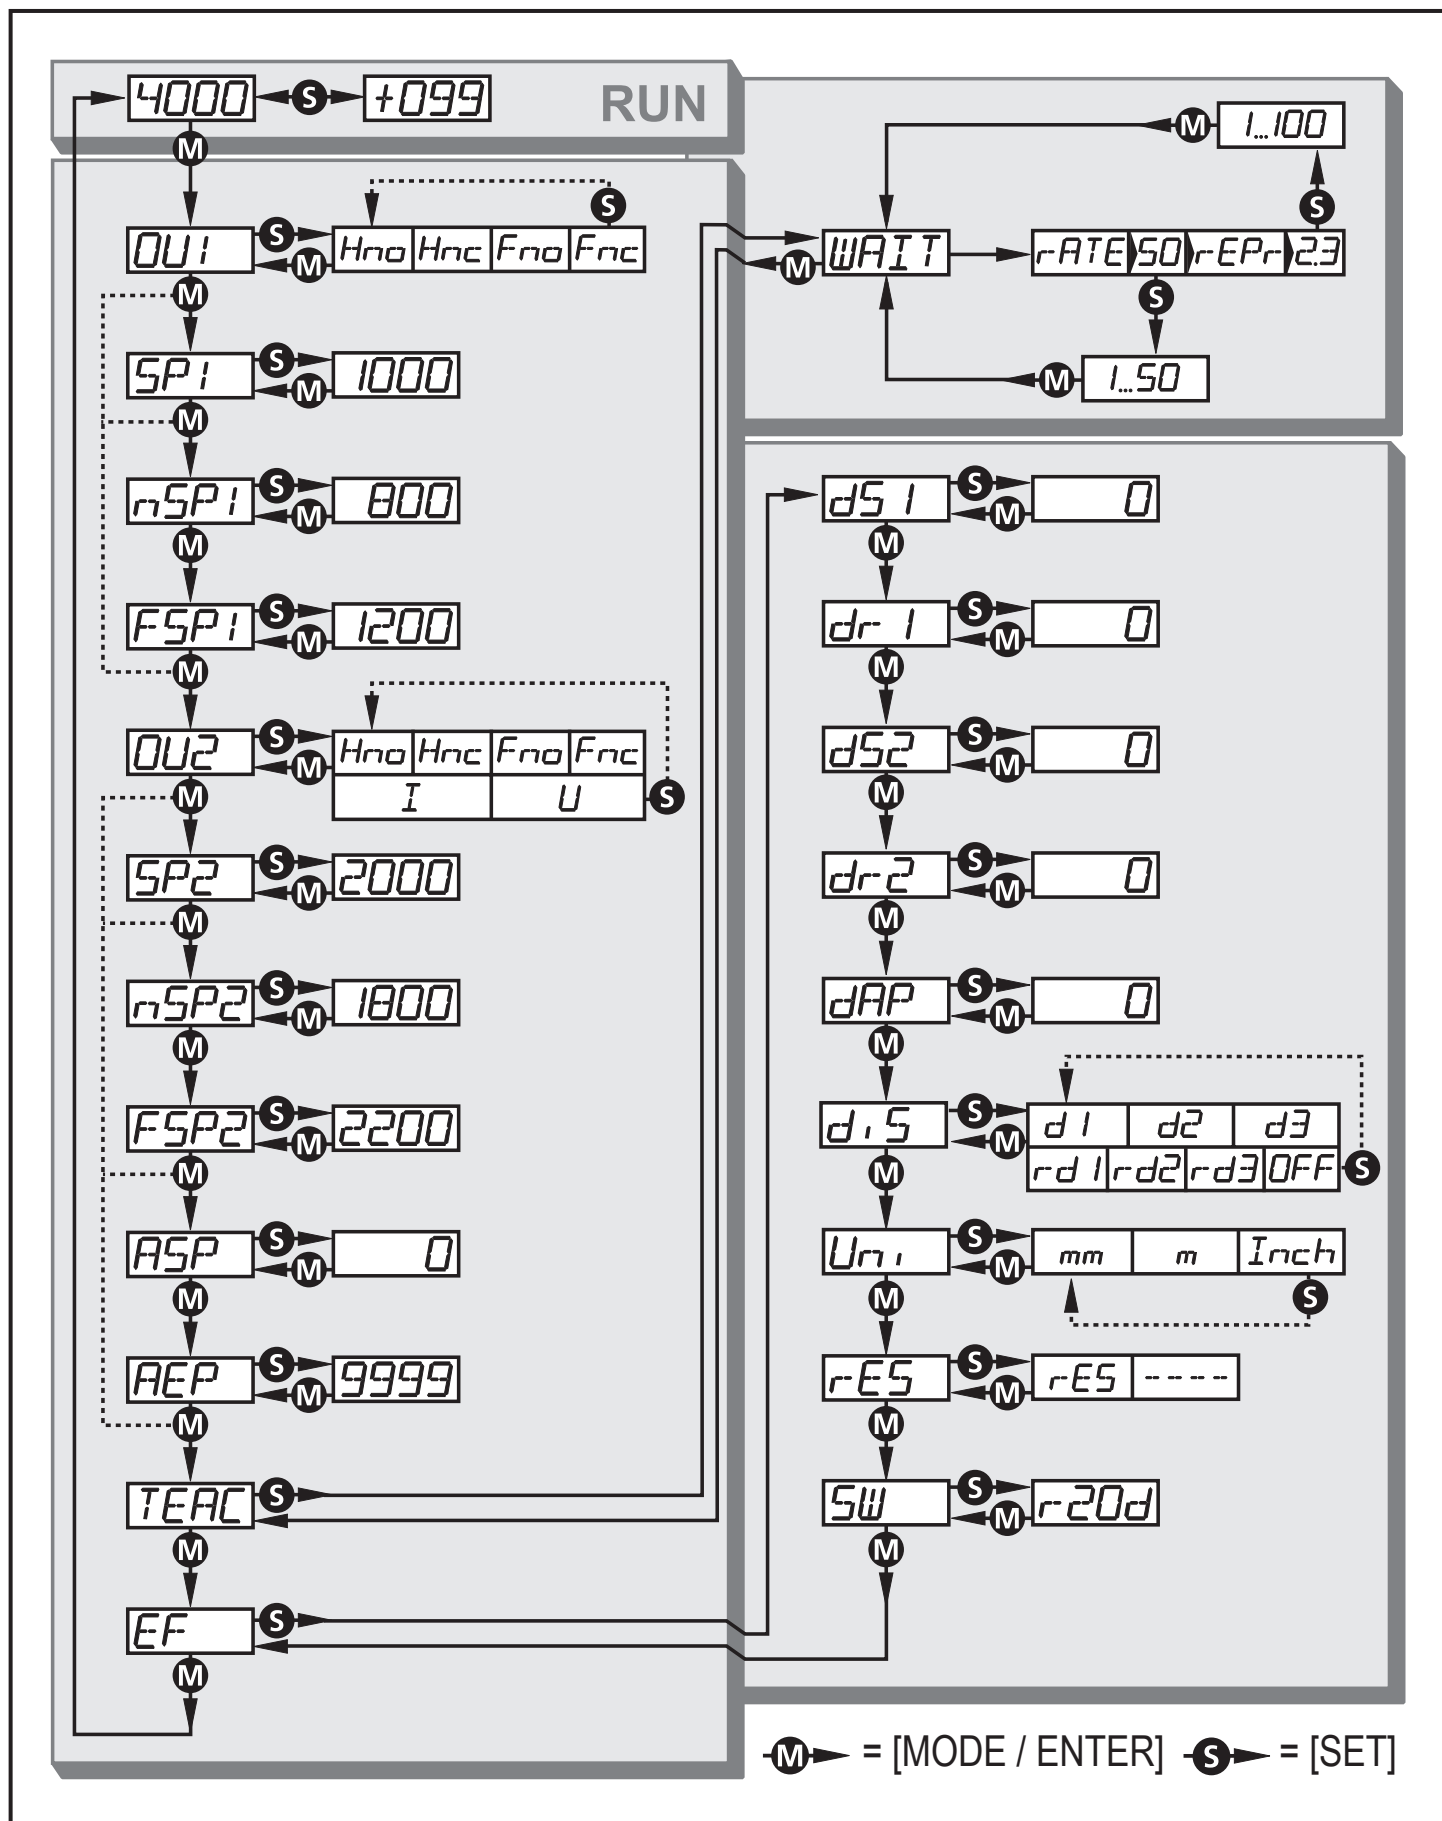 4000 S +099 RUN
M
OU1 S M Hno Hnc Fno Fnc S
M
SP1 S M 1000
M
nSP1 S M 800
M
FSP1 S M 1200
M
OU2 S M Hno Hnc Fno Fnc
I U S
M
SP2 S M 2000
M
nSP2 S M 1800
M
FSP2 S M 2200
M
ASP S M 0
M
AEP S M 9999
M
TEAC S
M
EF S
M
M 1...100
S
M WAIT rATE 50 rEPr 2.3
S
M 1...50
dS1 S M 0
M
dr1 S M 0
M
dS2 S M 0
M
dr2 S M 0
M
dAP S M 0
M
diS S M d1 d2 d3
rd1 rd2 rd3 OFF S
M
Uni S M mm m Inch
S
M
rES S M rES ----
M
SW S M r20d
M
M = [MODE / ENTER] S = [SET]